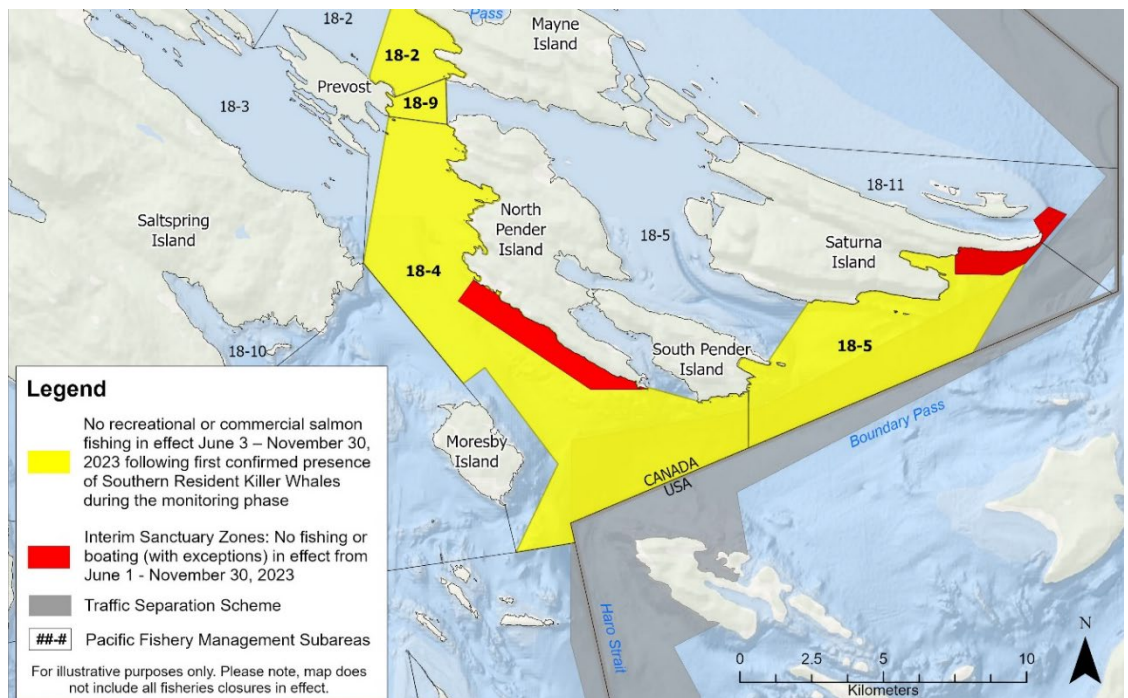 18-2
Pass
Mayne
Island
18-2
Prevost
18-9
18-3
18-11
North
Pender
Island
Saltspring
Island
18-5
Saturna
Island
18-4
South Pender
Island
18-5
18-10
Boundary Pass
Moresby
Island
CANADA
USA
Haro Strait
Legend
No recreational or commercial salmon
fishing in effect June 3 – November 30,
2023 following first confirmed presence
of Southern Resident Killer Whales
during the monitoring phase
Interim Sanctuary Zones: No fishing or
boating (with exceptions) in effect from
June 1 - November 30, 2023
Traffic Separation Scheme
##-# Pacific Fishery Management Subareas
For illustrative purposes only. Please note, map does
not include all fisheries closures in effect.
N
0 2.5 5 10
Kilometers